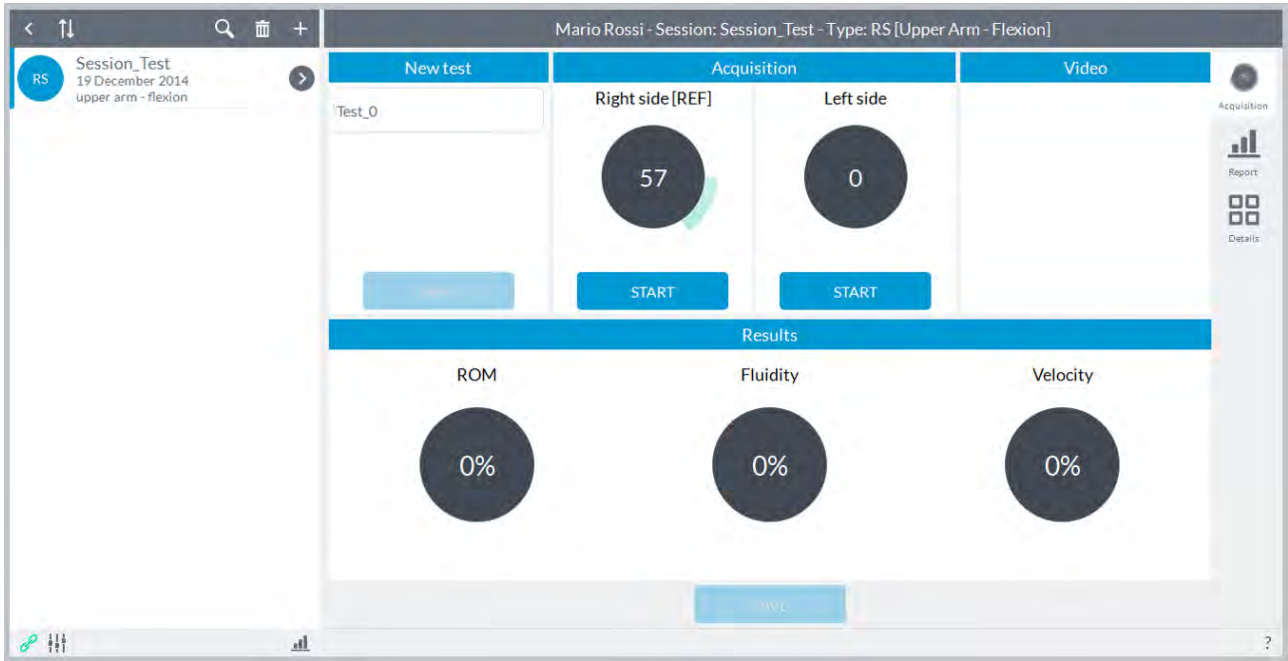 Mario Rossi - Session: Session_Test - Type: RS [Upper Arm - Flexion]
RS
Session_Test
19 December 2014
upper arm - flexion
New test
Acquisition
Video
Test_0
Right side [REF]
Left side
57
0
START
START
Acquisition
Report
Details
Results
ROM
Fluidity
Velocity
0%
0%
0%
SAVE
?